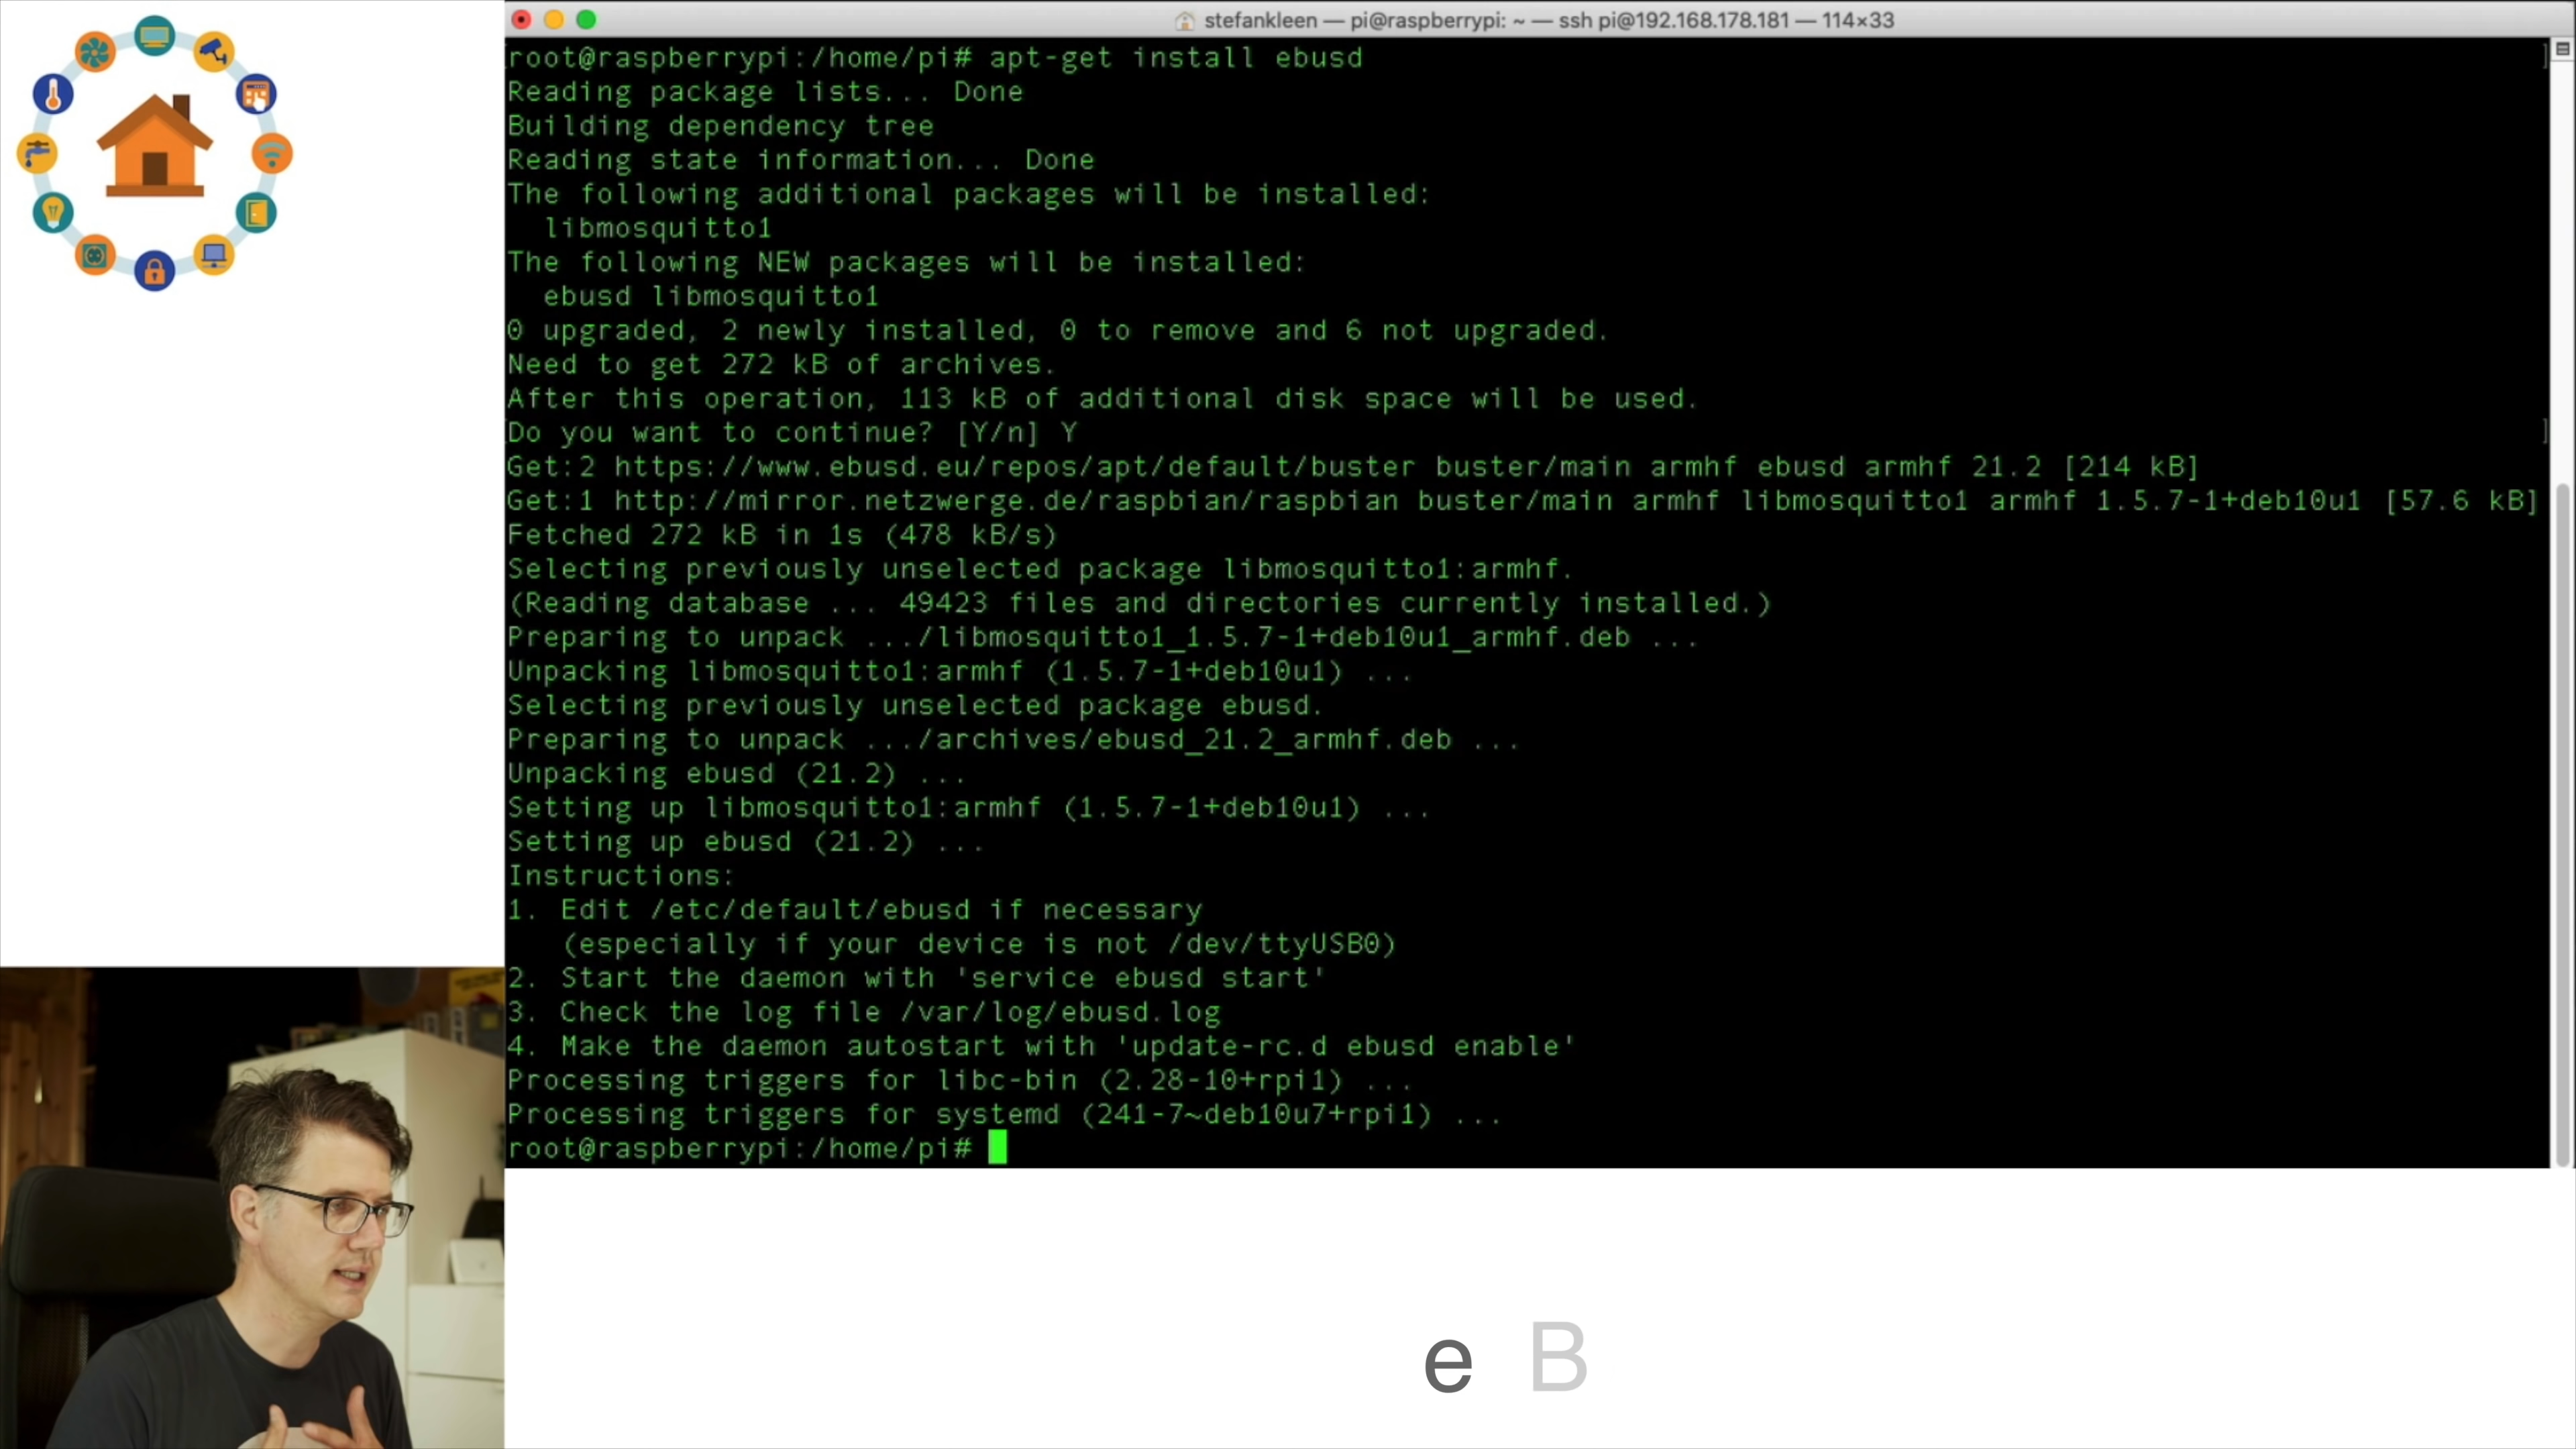 stefankleen — pi@raspberrypi: ~ — ssh pi@192.168.178.181 — 114×33
root@raspberrypi:/home/pi# apt-get install ebusd
Reading package lists... Done
Building dependency tree
Reading state information... Done
The following additional packages will be installed:
  libmosquitto1
The following NEW packages will be installed:
  ebusd libmosquitto1
0 upgraded, 2 newly installed, 0 to remove and 6 not upgraded.
Need to get 272 kB of archives.
After this operation, 113 kB of additional disk space will be used.
Do you want to continue? [Y/n] Y
Get:2 https://www.ebusd.eu/repos/apt/default/buster buster/main armhf ebusd armhf 21.2 [214 kB]
Get:1 http://mirror.netzwerge.de/raspbian/raspbian buster/main armhf libmosquitto1 armhf 1.5.7-1+deb10u1 [57.6 kB]
Fetched 272 kB in 1s (478 kB/s)
Selecting previously unselected package libmosquitto1:armhf.
(Reading database ... 49423 files and directories currently installed.)
Preparing to unpack .../libmosquitto1_1.5.7-1+deb10u1_armhf.deb ...
Unpacking libmosquitto1:armhf (1.5.7-1+deb10u1) ...
Selecting previously unselected package ebusd.
Preparing to unpack .../archives/ebusd_21.2_armhf.deb ...
Unpacking ebusd (21.2) ...
Setting up libmosquitto1:armhf (1.5.7-1+deb10u1) ...
Setting up ebusd (21.2) ...
Instructions:
1. Edit /etc/default/ebusd if necessary
   (especially if your device is not /dev/ttyUSB0)
2. Start the daemon with 'service ebusd start'
3. Check the log file /var/log/ebusd.log
4. Make the daemon autostart with 'update-rc.d ebusd enable'
Processing triggers for libc-bin (2.28-10+rpi1) ...
Processing triggers for systemd (241-7~deb10u7+rpi1) ...
root@raspberrypi:/home/pi#
e B